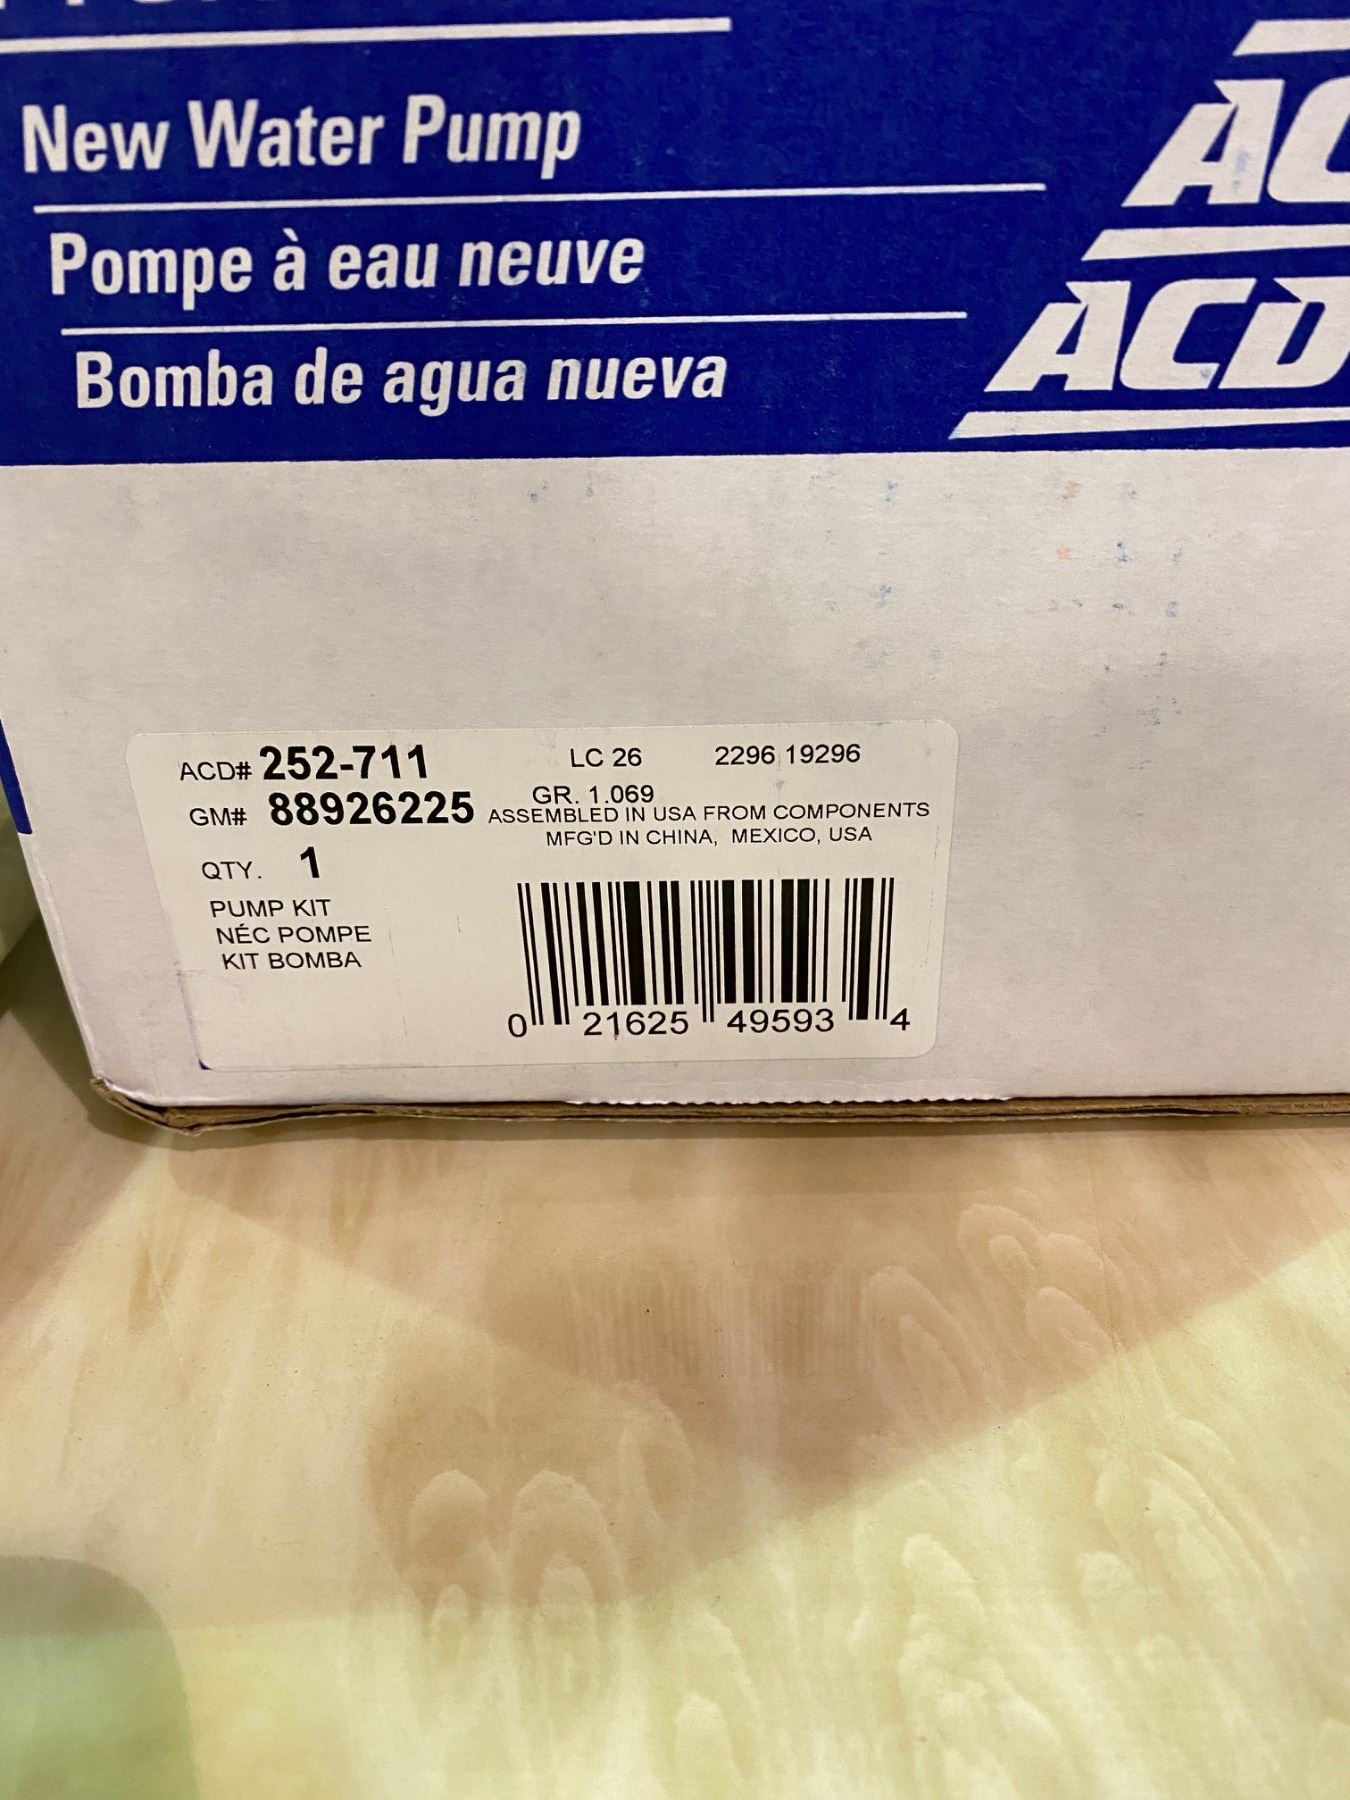 New Water Pump
Pompe à eau neuve
Bomba de agua nueva
AC
ACD
ACD# 252-711
GM# 88926225
QTY. 1
PUMP KIT
NÉC POMPE
KIT BOMBA
LC 26 2296 19296
GR. 1.069
ASSEMBLED IN USA FROM COMPONENTS
MFG'D IN CHINA, MEXICO, USA
0 21625 49593 4